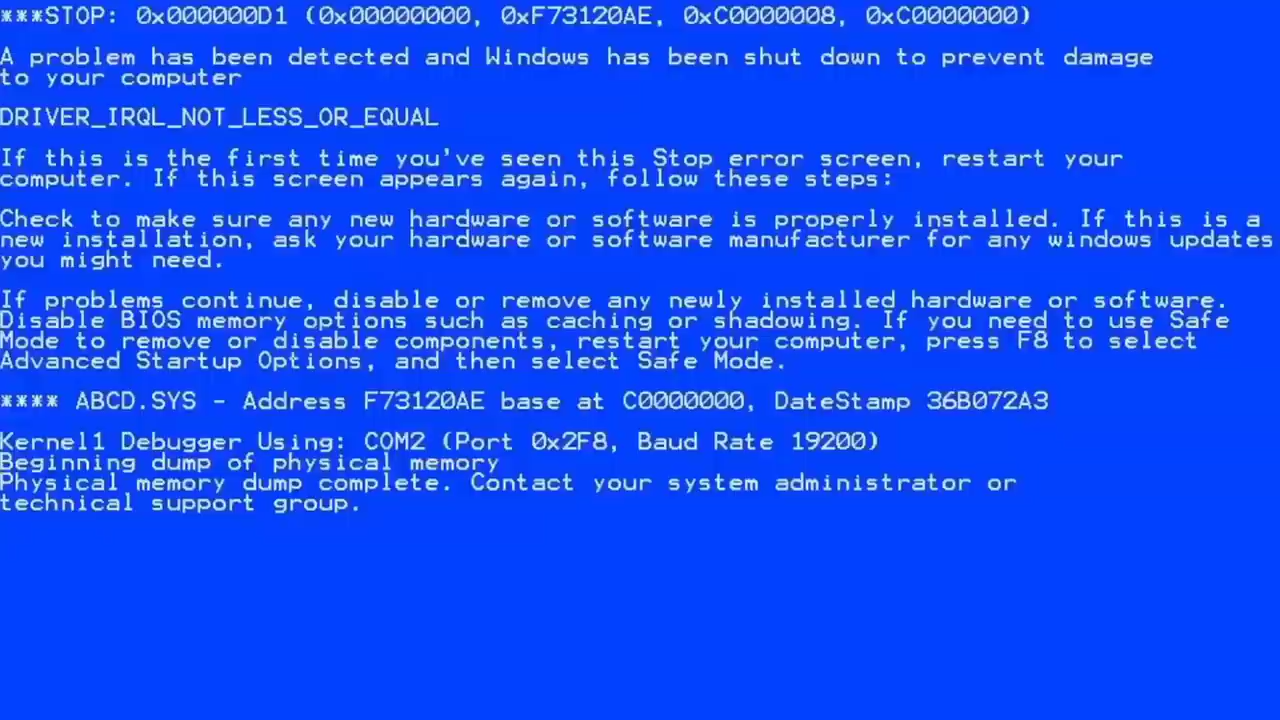 ***STOP: 0x000000D1 (0x00000000, 0xF73120AE, 0xC0000008, 0xC0000000)
A problem has been detected and Windows has been shut down to prevent damage
to your computer
DRIVER_IRQL_NOT_LESS_OR_EQUAL
If this is the first time you've seen this Stop error screen, restart your
computer. If this screen appears again, follow these steps:
Check to make sure any new hardware or software is properly installed. If this is a
new installation, ask your hardware or software manufacturer for any windows updates
you might need.
If problems continue, disable or remove any newly installed hardware or software.
Disable BIOS memory options such as caching or shadowing. If you need to use Safe
Mode to remove or disable components, restart your computer, press F8 to select
Advanced Startup Options, and then select Safe Mode.
**** ABCD.SYS - Address F73120AE base at C0000000, DateStamp 36B072A3
Kernel1 Debugger Using: COM2 (Port 0x2F8, Baud Rate 19200)
Beginning dump of physical memory
Physical memory dump complete. Contact your system administrator or
technical support group.